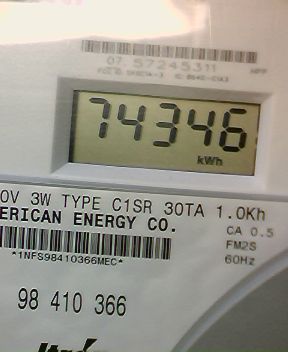 07 57245311
74346
kWh
0V 3W TYPE C1SR 30TA 1.0Kh
ERICAN ENERGY CO.
CA 0.5
FM2S
60Hz
*1NFS98410366MEC*
98 410 366